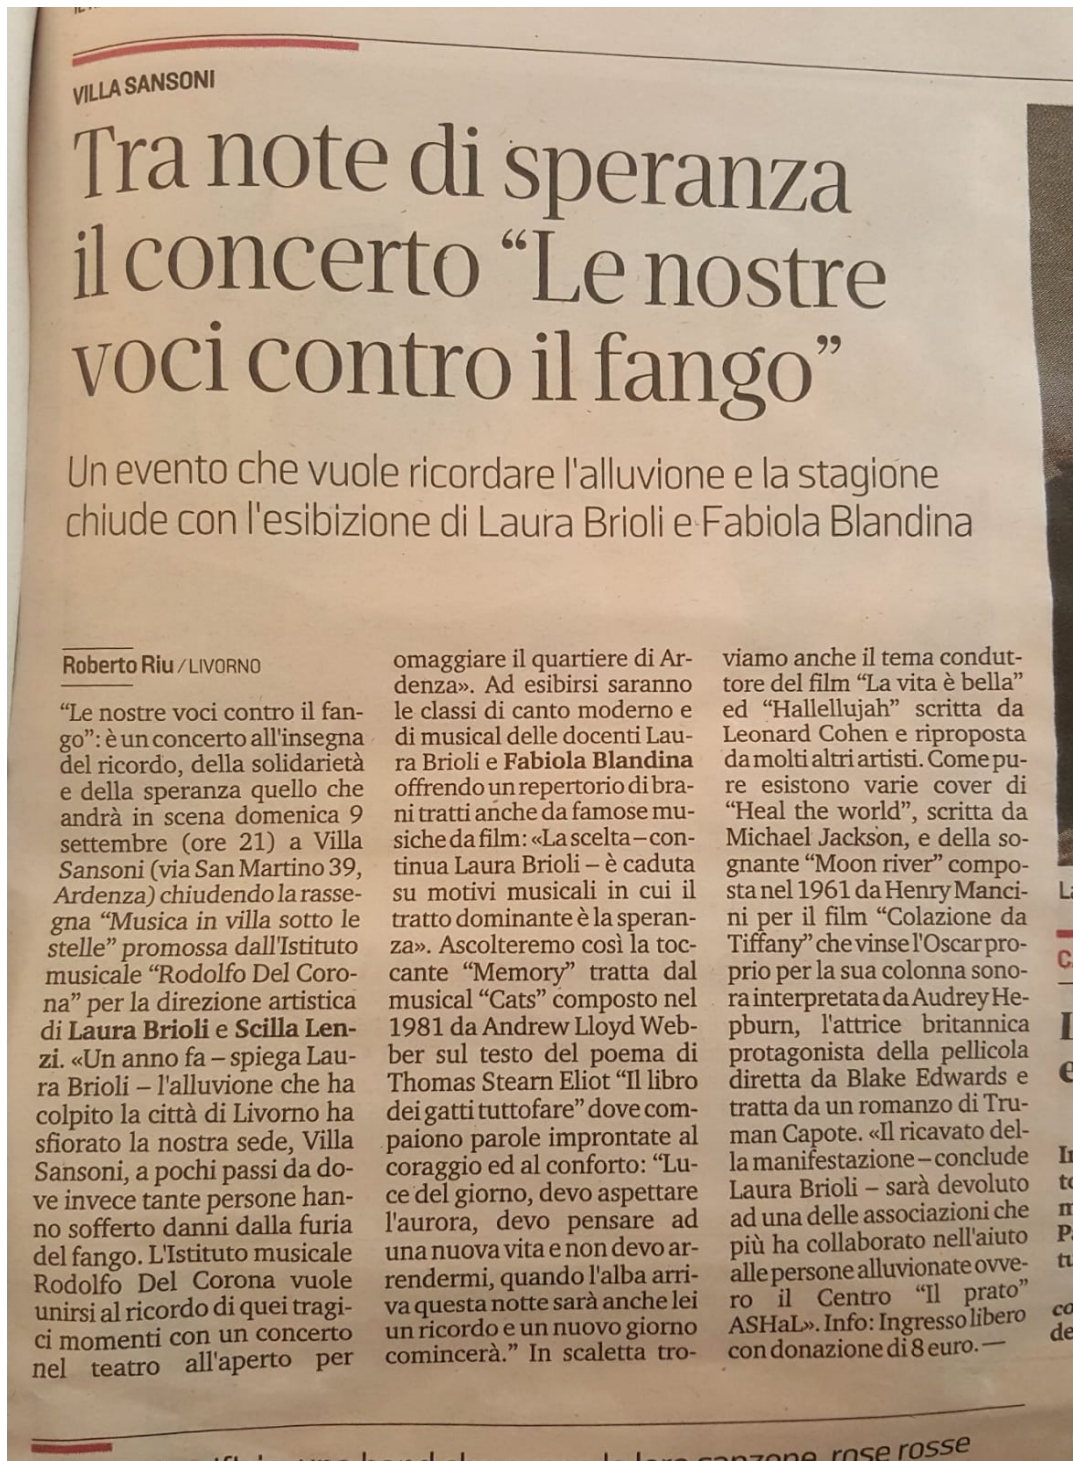 VILLA SANSONI
Tra note di speranza
il concerto “Le nostre
voci contro il fango”
Un evento che vuole ricordare l'alluvione e la stagione
chiude con l'esibizione di Laura Brioli e Fabiola Blandina
Roberto Riu / LIVORNO
“Le nostre voci contro il fan-
go”: è un concerto all'insegna
del ricordo, della solidarietà
e della speranza quello che
andrà in scena domenica 9
settembre (ore 21) a Villa
Sansoni (via San Martino 39,
Ardenza) chiudendo la rasse-
gna “Musica in villa sotto le
stelle” promossa dall'Istituto
musicale “Rodolfo Del Coro-
na” per la direzione artistica
di Laura Brioli e Scilla Len-
zi. «Un anno fa – spiega Lau-
ra Brioli – l'alluvione che ha
colpito la città di Livorno ha
sfiorato la nostra sede, Villa
Sansoni, a pochi passi da do-
ve invece tante persone han-
no sofferto danni dalla furia
del fango. L'Istituto musicale
Rodolfo Del Corona vuole
unirsi al ricordo di quei tragi-
ci momenti con un concerto
nel teatro all'aperto per
omaggiare il quartiere di Ar-
denza». Ad esibirsi saranno
le classi di canto moderno e
di musical delle docenti Lau-
ra Brioli e Fabiola Blandina
offrendo un repertorio di bra-
ni tratti anche da famose mu-
siche da film: «La scelta – con-
tinua Laura Brioli – è caduta
su motivi musicali in cui il
tratto dominante è la speran-
za». Ascolteremo così la toc-
cante “Memory” tratta dal
musical “Cats” composto nel
1981 da Andrew Lloyd Web-
ber sul testo del poema di
Thomas Stearn Eliot “Il libro
dei gatti tuttofare” dove com-
paiono parole improntate al
coraggio ed al conforto: “Lu-
ce del giorno, devo aspettare
l'aurora, devo pensare ad
una nuova vita e non devo ar-
rendermi, quando l'alba arri-
va questa notte sarà anche lei
un ricordo e un nuovo giorno
comincerà.” In scaletta tro-
viamo anche il tema condut-
tore del film “La vita è bella”
ed “Hallellujah” scritta da
Leonard Cohen e riproposta
da molti altri artisti. Come pu-
re esistono varie cover di
“Heal the world”, scritta da
Michael Jackson, e della so-
gnante “Moon river” compo-
sta nel 1961 da Henry Manci-
ni per il film “Colazione da
Tiffany” che vinse l'Oscar pro-
prio per la sua colonna sono-
ra interpretata da Audrey He-
pburn, l'attrice britannica
protagonista della pellicola
diretta da Blake Edwards e
tratta da un romanzo di Tru-
man Capote. «Il ricavato del-
la manifestazione – conclude
Laura Brioli – sarà devoluto
ad una delle associazioni che
più ha collaborato nell'aiuto
alle persone alluvionate ovve-
ro il Centro “Il prato”
ASHaL». Info: Ingresso libero
con donazione di 8 euro. —
rose rosse